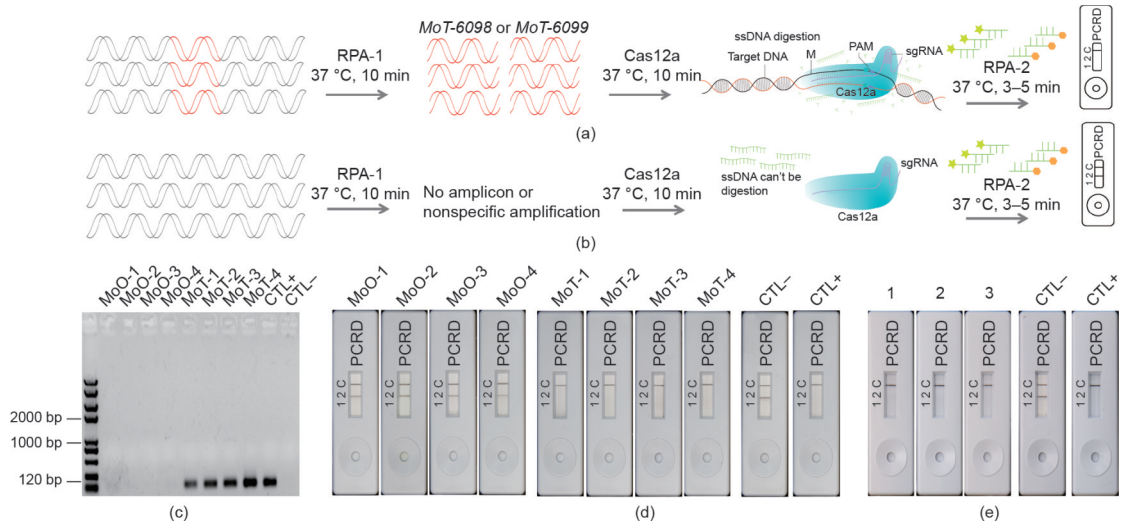 MoT-6098 or MoT-6099
RPA-1
37 °C, 10 min
Cas12a
37 °C, 10 min
ssDNA digestion
Target DNA
M
PAM
sgRNA
Cas12a
RPA-2
37 °C, 3–5 min
1 2 C PCRD
(a)
RPA-1
37 °C, 10 min
No amplicon or
nonspecific amplification
Cas12a
37 °C, 10 min
ssDNA can't be
digestion
sgRNA
Cas12a
RPA-2
37 °C, 3–5 min
1 2 C PCRD
(b)
MoO-1 MoO-2 MoO-3 MoO-4 MoT-1 MoT-2 MoT-3 MoT-4 CTL+ CTL–
2000 bp
1000 bp
120 bp
(c)
MoO-1 MoO-2 MoO-3 MoO-4 MoT-1 MoT-2 MoT-3 MoT-4 CTL– CTL+
1 2 C PCRD
1 2 C PCRD
1 2 C PCRD
1 2 C PCRD
1 2 C PCRD
1 2 C PCRD
1 2 C PCRD
1 2 C PCRD
1 2 C PCRD
1 2 C PCRD
(d)
1 2 3 CTL– CTL+
1 2 C PCRD
1 2 C PCRD
1 2 C PCRD
1 2 C PCRD
1 2 C PCRD
(e)